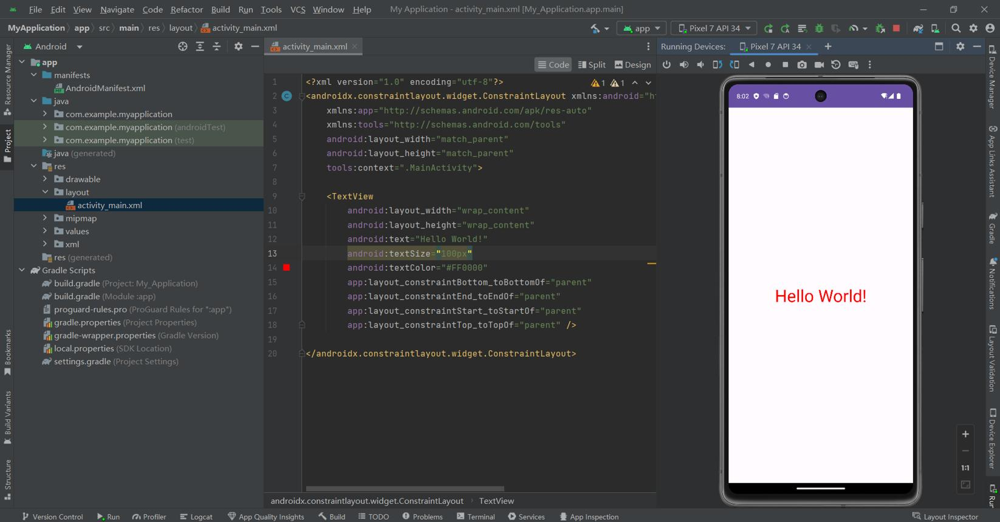 File Edit View Navigate Code Refactor Build Run Tools VCS Window Help My Application - activity_main.xml [My_Application.app.main]
MyApplication app src main res layout activity_main.xml app Pixel 7 API 34
Android
activity_main.xml
Running Devices: Pixel 7 API 34
Code Split Design
Resource Manager
Project
Bookmarks
Build Variants
Structure
app
manifests
AndroidManifest.xml
java
com.example.myapplication
com.example.myapplication (androidTest)
com.example.myapplication (test)
java (generated)
res
drawable
layout
activity_main.xml
mipmap
values
xml
res (generated)
Gradle Scripts
build.gradle (Project: My_Application)
build.gradle (Module :app)
proguard-rules.pro (ProGuard Rules for ":app")
gradle.properties (Project Properties)
gradle-wrapper.properties (Gradle Version)
local.properties (SDK Location)
settings.gradle (Project Settings)
1 <?xml version="1.0" encoding="utf-8"?> 1 1
2 C <androidx.constraintlayout.widget.ConstraintLayout xmlns:android="ht
3 xmlns:app="http://schemas.android.com/apk/res-auto"
4 xmlns:tools="http://schemas.android.com/tools"
5 android:layout_width="match_parent"
6 android:layout_height="match_parent"
7 tools:context=".MainActivity">
8
9 <TextView
10 android:layout_width="wrap_content"
11 android:layout_height="wrap_content"
12 android:text="Hello World!"
13 android:textSize="100px"
14 android:textColor="#FF0000"
15 app:layout_constraintBottom_toBottomOf="parent"
16 app:layout_constraintEnd_toEndOf="parent"
17 app:layout_constraintStart_toStartOf="parent"
18 app:layout_constraintTop_toTopOf="parent" />
19
20 </androidx.constraintlayout.widget.ConstraintLayout>
androidx.constraintlayout.widget.ConstraintLayout TextView
8:02
Hello World!
1:1
Device Manager
App Links Assistant
Gradle
Notifications
Layout Validation
Device Explorer
Version Control Run Profiler Logcat App Quality Insights Build TODO Problems Terminal Services App Inspection Layout Inspector